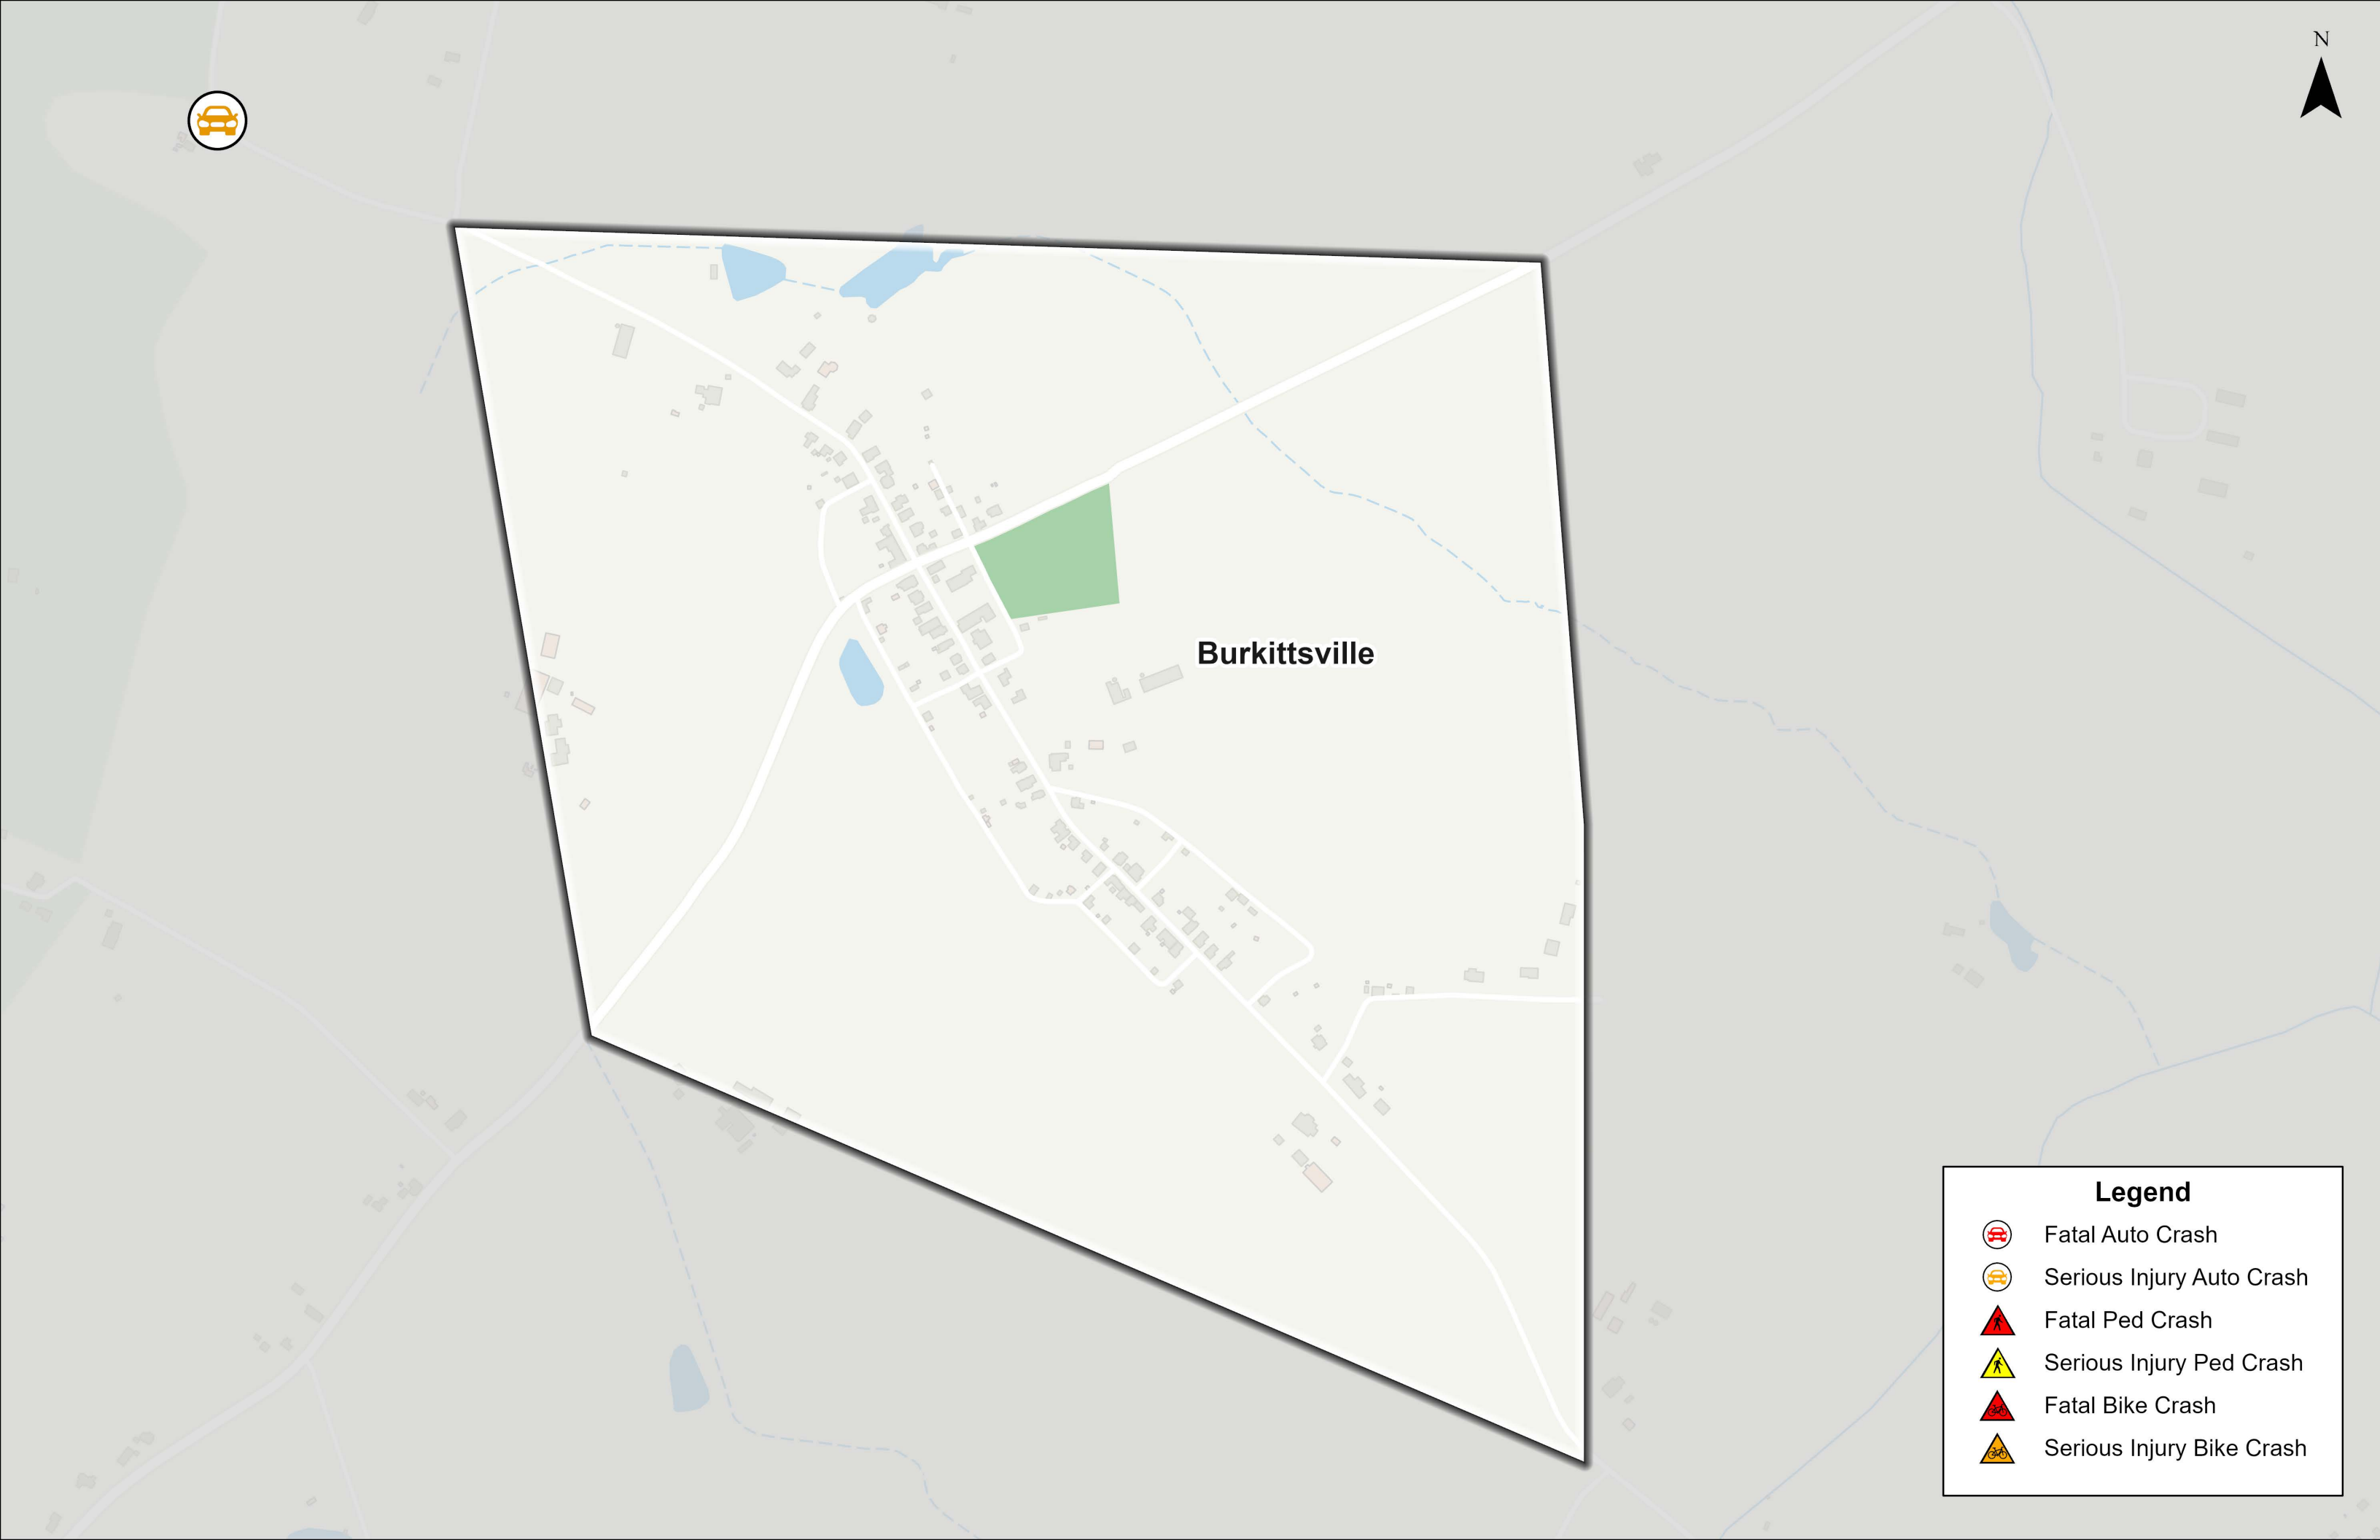 N
Burkittsville
Legend
Fatal Auto Crash
Serious Injury Auto Crash
Fatal Ped Crash
Serious Injury Ped Crash
Fatal Bike Crash
Serious Injury Bike Crash